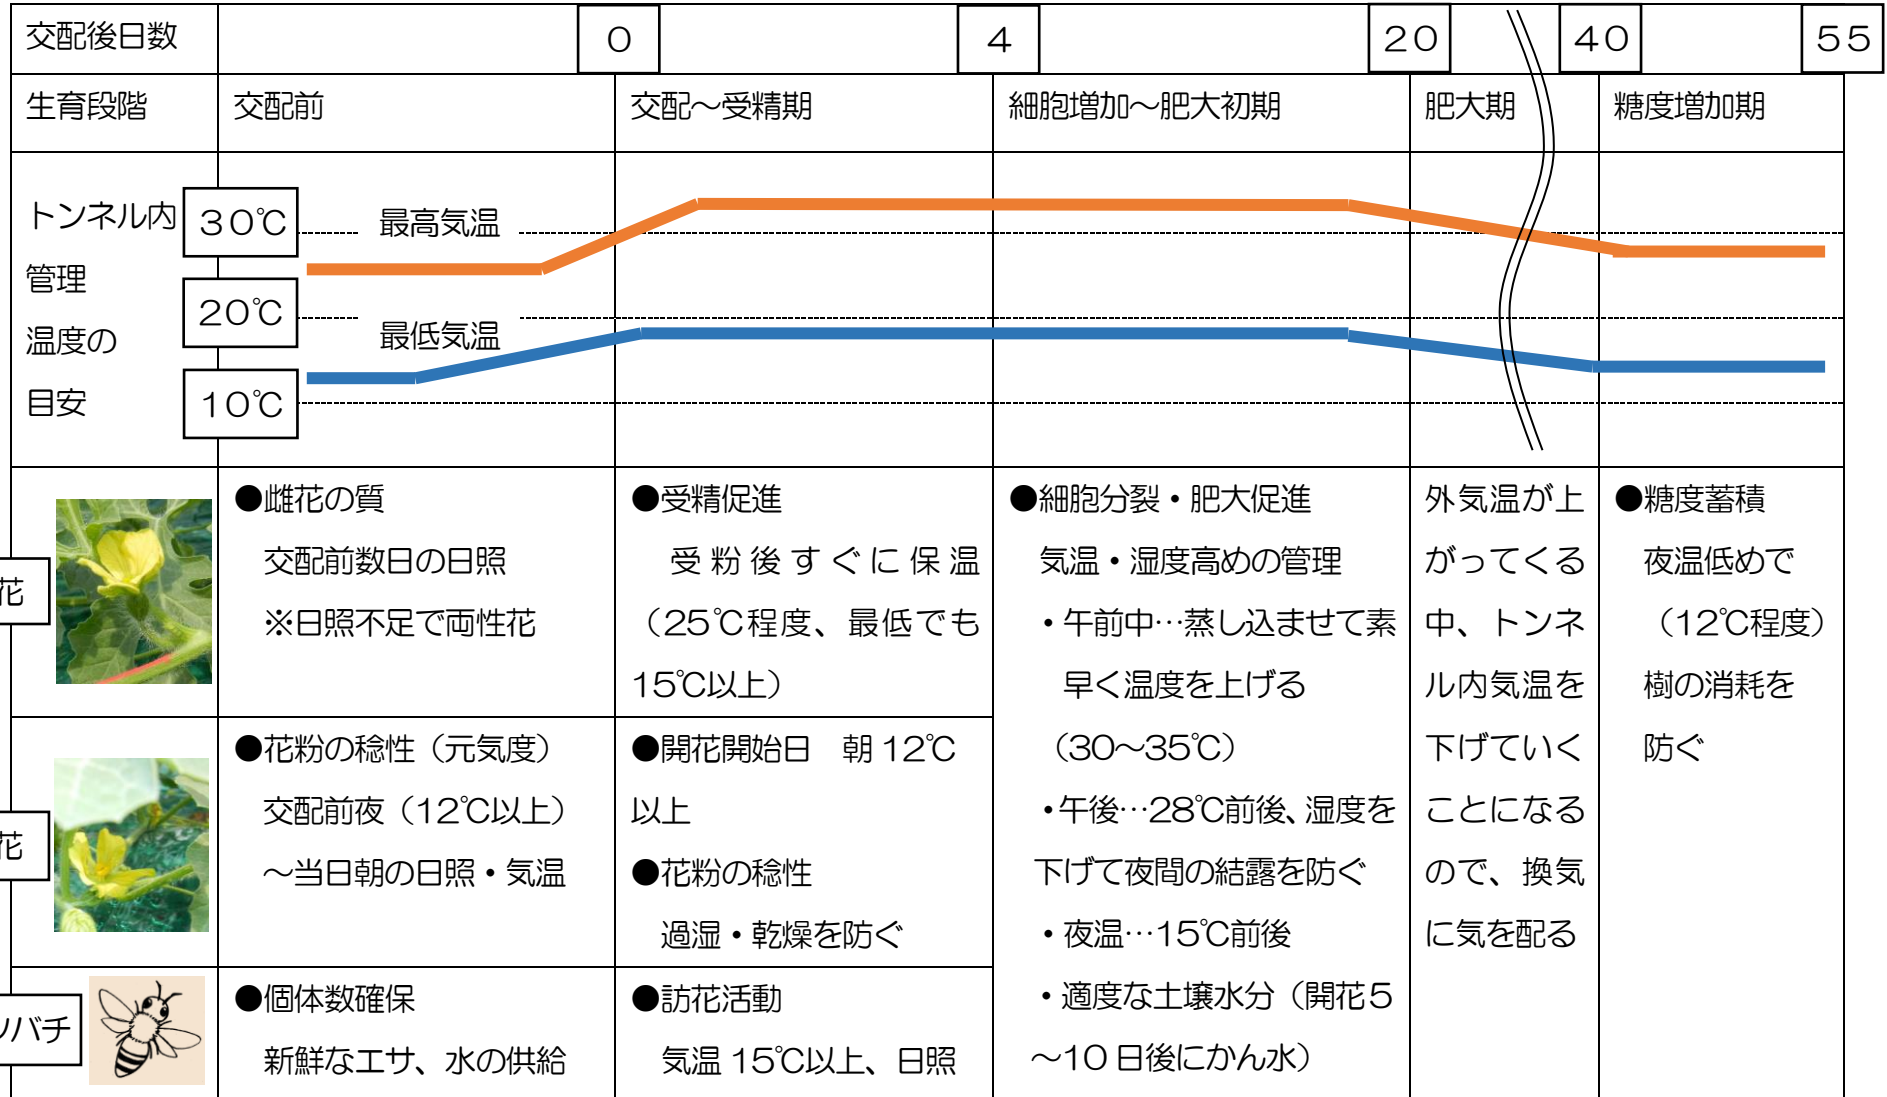 交配後日数
0
4
20
40
55
生育段階
交配前
交配～受精期
細胞増加～肥大初期
肥大期
糖度増加期
トンネル内
管理
温度の
目安
30℃
20℃
10℃
最高気温
最低気温
花
●雌花の質
交配前数日の日照
※日照不足で両性花
●受精促進
受粉後すぐに保温
（25℃程度、最低でも
15℃以上）
花
●花粉の稔性（元気度）
交配前夜（12℃以上）
～当日朝の日照・気温
●開花開始日　朝12℃
以上
●花粉の稔性
過湿・乾燥を防ぐ
バチ
●個体数確保
新鮮なエサ、水の供給
●訪花活動
気温15℃以上、日照
●細胞分裂・肥大促進
気温・湿度高めの管理
・午前中…蒸し込ませて素
早く温度を上げる
（30～35℃）
・午後…28℃前後、湿度を
下げて夜間の結露を防ぐ
・夜温…15℃前後
・適度な土壌水分（開花5
～10日後にかん水）
外気温が上
がってくる
中、トンネ
ル内気温を
下げていく
ことになる
ので、換気
に気を配る
●糖度蓄積
夜温低めで
（12℃程度）
樹の消耗を
防ぐ